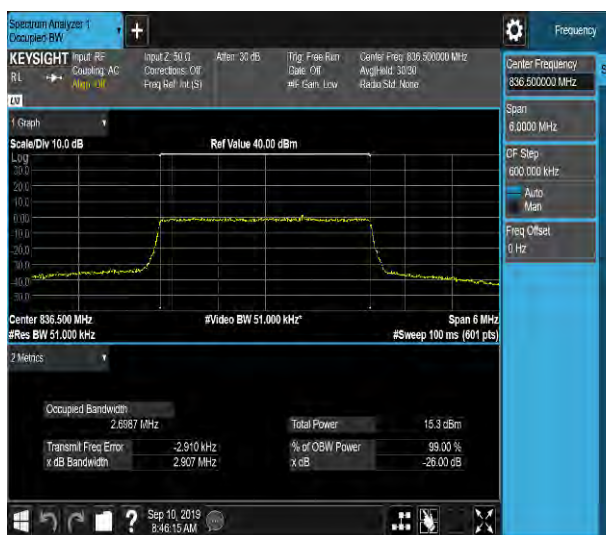 Spectrum Analyzer 1
Occupied BW
Frequency
KEYSIGHT
RL
Input: RF
Coupling: AC
Align: Off
Input Z: 50 Ω
Corrections: Off
Freq Ref: Int (S)
Atten: 30 dB
Trig: Free Run
Gate: Off
#IF Gain: Low
Center Freq: 836.500000 MHz
Avg|Hold: 30/30
Radio Std: None
Center Frequency
836.500000 MHz
Span
6.0000 MHz
CF Step
600.000 kHz
Auto
Man
Freq Offset
0 Hz
1 Graph
Scale/Div 10.0 dB
Ref Value 40.00 dBm
Log
30.0
20.0
10.0
0.00
-10.0
-20.0
-30.0
-40.0
-50.0
Center 836.500 MHz
#Video BW 51.000 kHz*
Span 6 MHz
#Res BW 51.000 kHz
#Sweep 100 ms (601 pts)
2 Metrics
Occupied Bandwidth
2.6987 MHz
Total Power
15.3 dBm
Transmit Freq Error
-2.910 kHz
% of OBW Power
99.00 %
x dB Bandwidth
2.907 MHz
x dB
-26.00 dB
Sep 10, 2019
8:46:15 AM